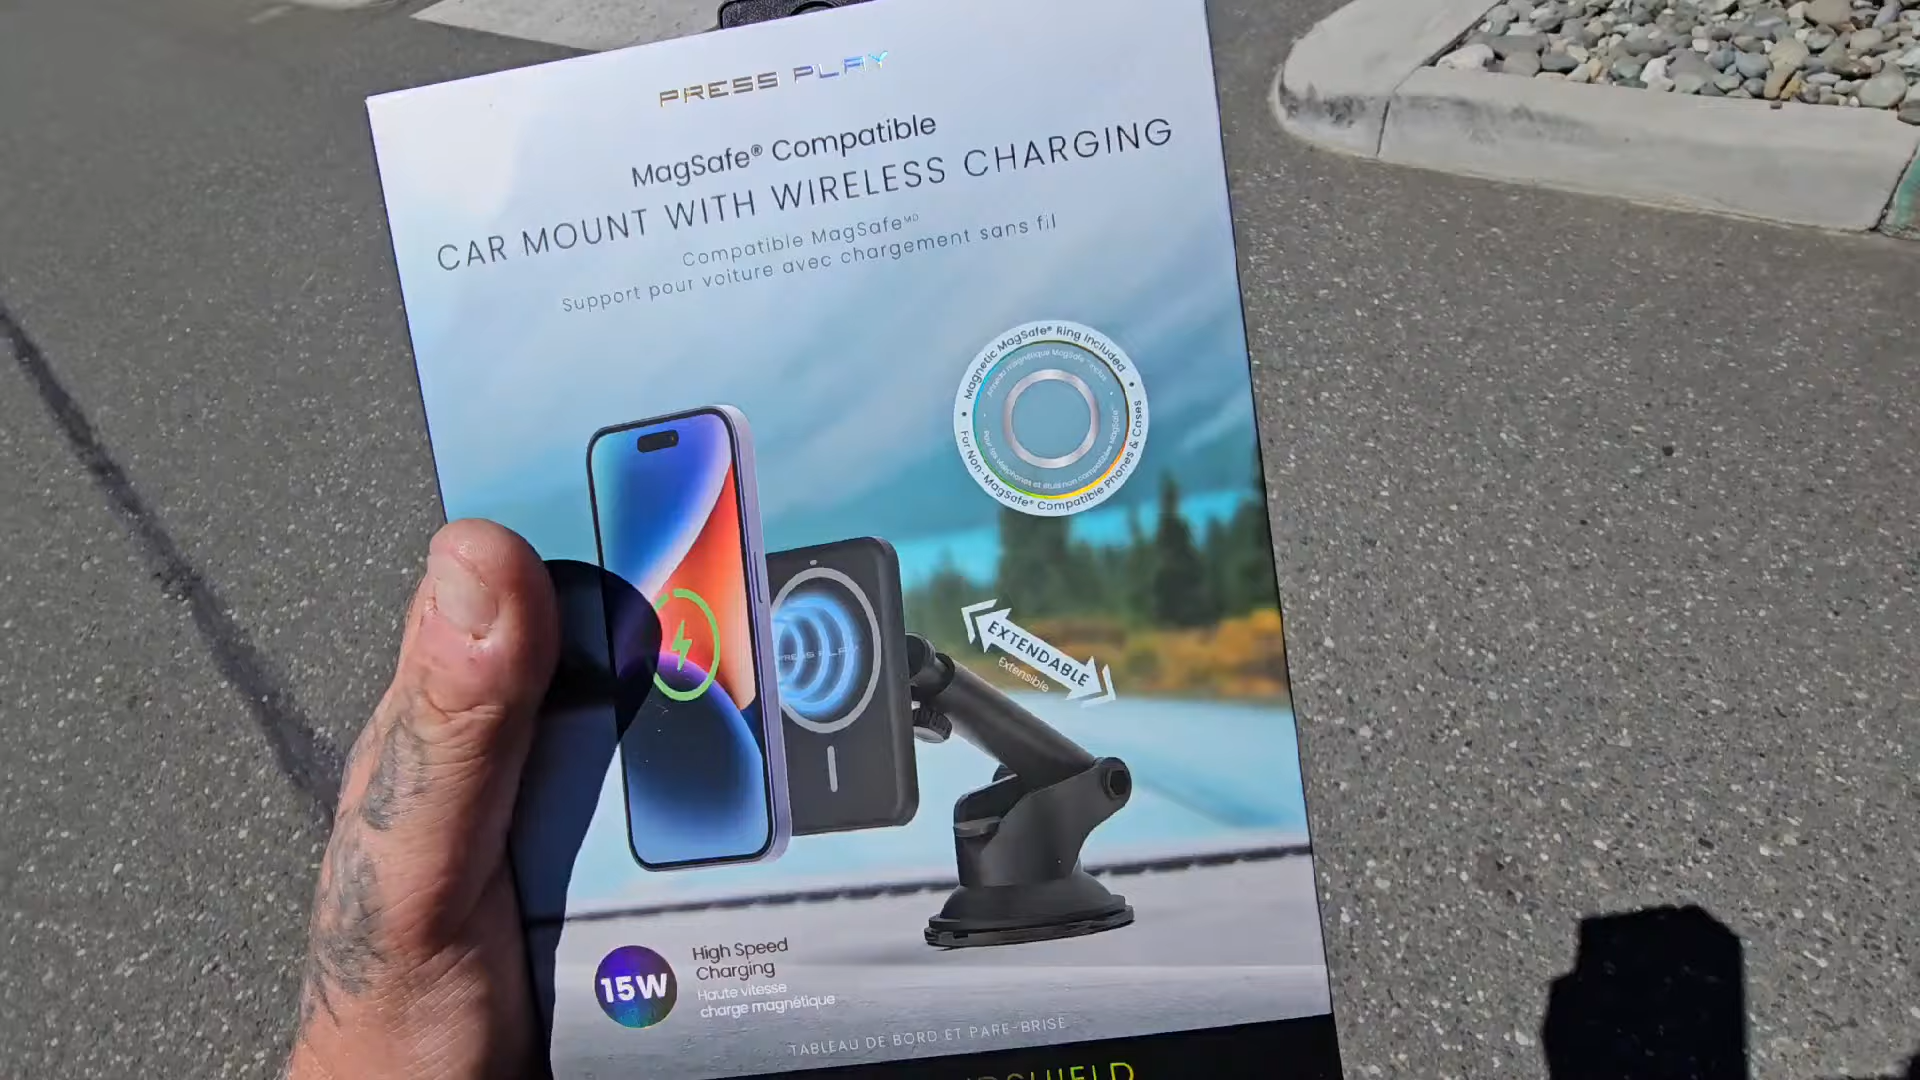 PRESS PLAY
MagSafe® Compatible
CAR MOUNT WITH WIRELESS CHARGING
Compatible MagSafeᴹᴰ
Support pour voiture avec chargement sans fil
Magnetic MagSafe® Ring Included
For Non-MagSafe® Compatible Phones & Cases
PRESS PLAY
EXTENDABLE
Extensible
15W
High Speed
Charging
Haute vitesse
charge magnétique
TABLEAU DE BORD ET PARE-BRISE